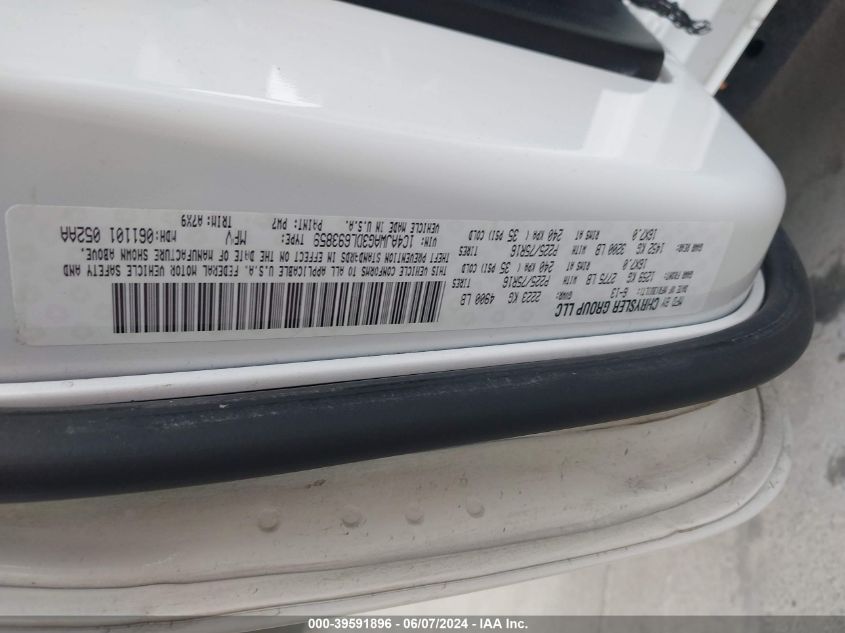 MFD BY CHRYSLER GROUP LLC
DATE OF MFR: 6-13 GVWR: 2223 KG 4900 LB
GAWR FRONT: 1259 KG 2775 LB TIRES P225/75R16
16X7.0 RIMS AT 240 KPA ( 35 PSI) COLD
GAWR REAR: 1452 KG 3200 LB WITH TIRES P225/75R16
16X7.0 RIMS AT 240 KPA ( 35 PSI) COLD
THIS VEHICLE CONFORMS TO ALL APPLICABLE U.S.A. FEDERAL MOTOR VEHICLE SAFETY AND
THEFT PREVENTION STANDARDS IN EFFECT ON THE DATE OF MANUFACTURE SHOWN ABOVE.
VIN: 1C4AJWAG3DL693859 TYPE: MPV MDH:061101 052AA
VEHICLE MADE IN U.S.A. PAINT: PW7 TRIM: A7X9
000-39591896 - 06/07/2024 - IAA Inc.